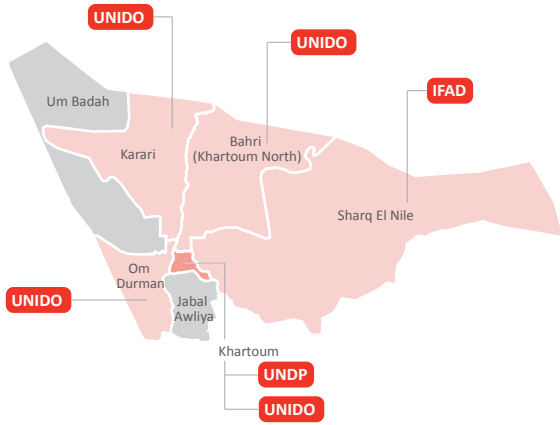 UNIDO
UNIDO
IFAD
Um Badah
Karari
Bahri
(Khartoum North)
Sharq El Nile
Om
Durman
UNIDO
Jabal
Awliya
Khartoum
UNDP
UNIDO